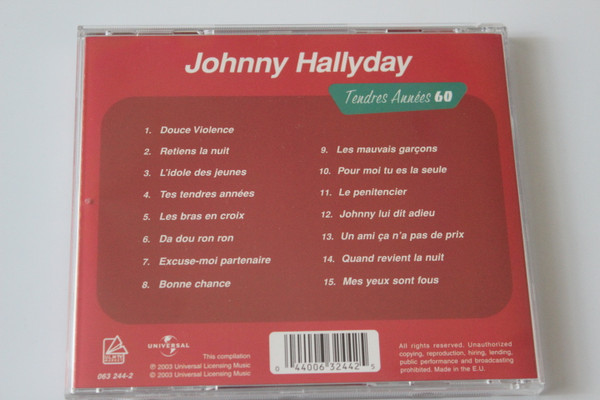 Johnny Hallyday
Tendres Années 60
1. Douce Violence
2. Retiens la nuit
3. L'idole des jeunes
4. Tes tendres années
5. Les bras en croix
6. Da dou ron ron
7. Excuse-moi partenaire
8. Bonne chance
9. Les mauvais garçons
10. Pour moi tu es la seule
11. Le penitencier
12. Johnny lui dit adieu
13. Un ami ça n'a pas de prix
14. Quand revient la nuit
15. Mes yeux sont fous
063 244-2
UNIVERSAL
This compilation
℗ 2003 Universal Licensing Music
© 2003 Universal Licensing Music
0 44006 32442 5
All rights reserved. Unauthorized
copying, reproduction, hiring, lending,
public performance and broadcasting
prohibited. Made in the E.U.